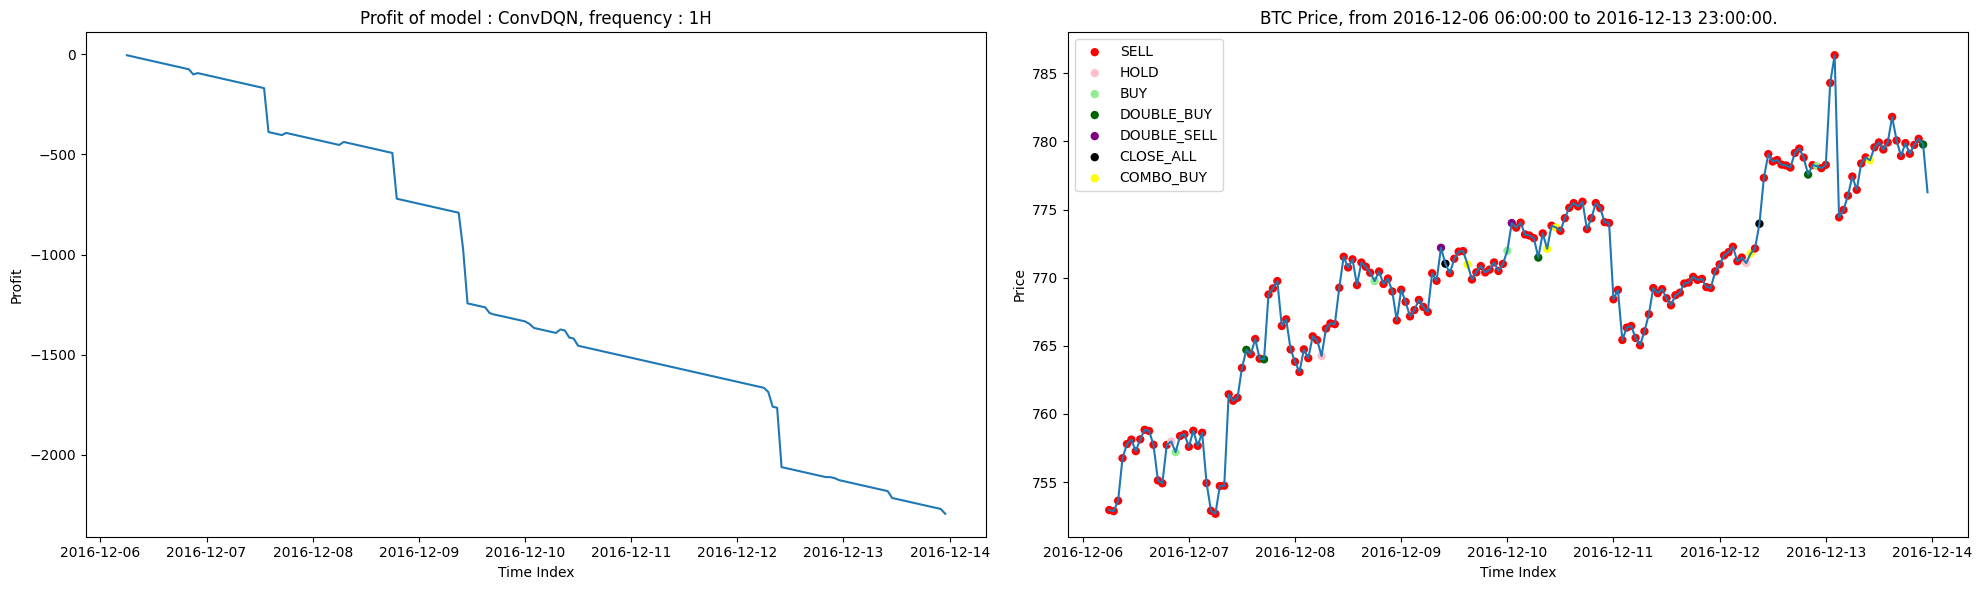 Profit of model : ConvDQN, frequency : 1H
Profit
0
−500
−1000
−1500
−2000
2016-12-06 2016-12-07 2016-12-08 2016-12-09 2016-12-10 2016-12-11 2016-12-12 2016-12-13 2016-12-14
Time Index
BTC Price, from 2016-12-06 06:00:00 to 2016-12-13 23:00:00.
SELL
HOLD
BUY
DOUBLE_BUY
DOUBLE_SELL
CLOSE_ALL
COMBO_BUY
Price
785
780
775
770
765
760
755
2016-12-06 2016-12-07 2016-12-08 2016-12-09 2016-12-10 2016-12-11 2016-12-12 2016-12-13 2016-12-14
Time Index